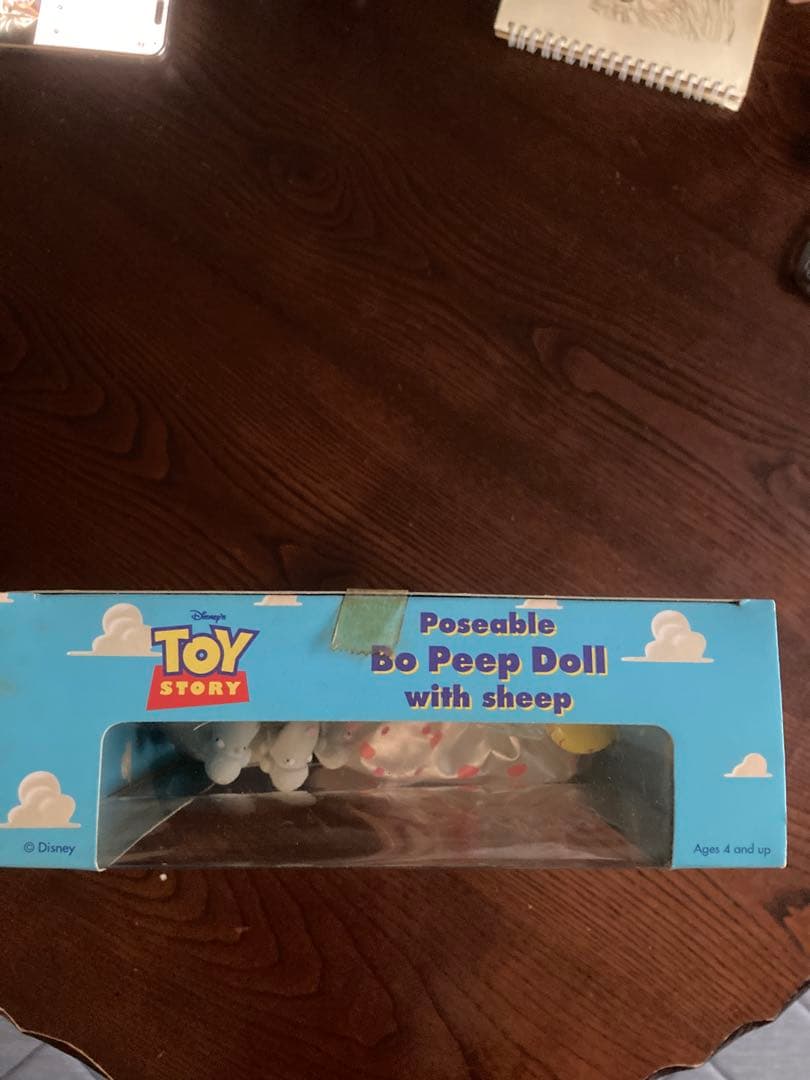 Disney's
TOY
STORY
Poseable
Bo Peep Doll
with sheep
© Disney
Ages 4 and up